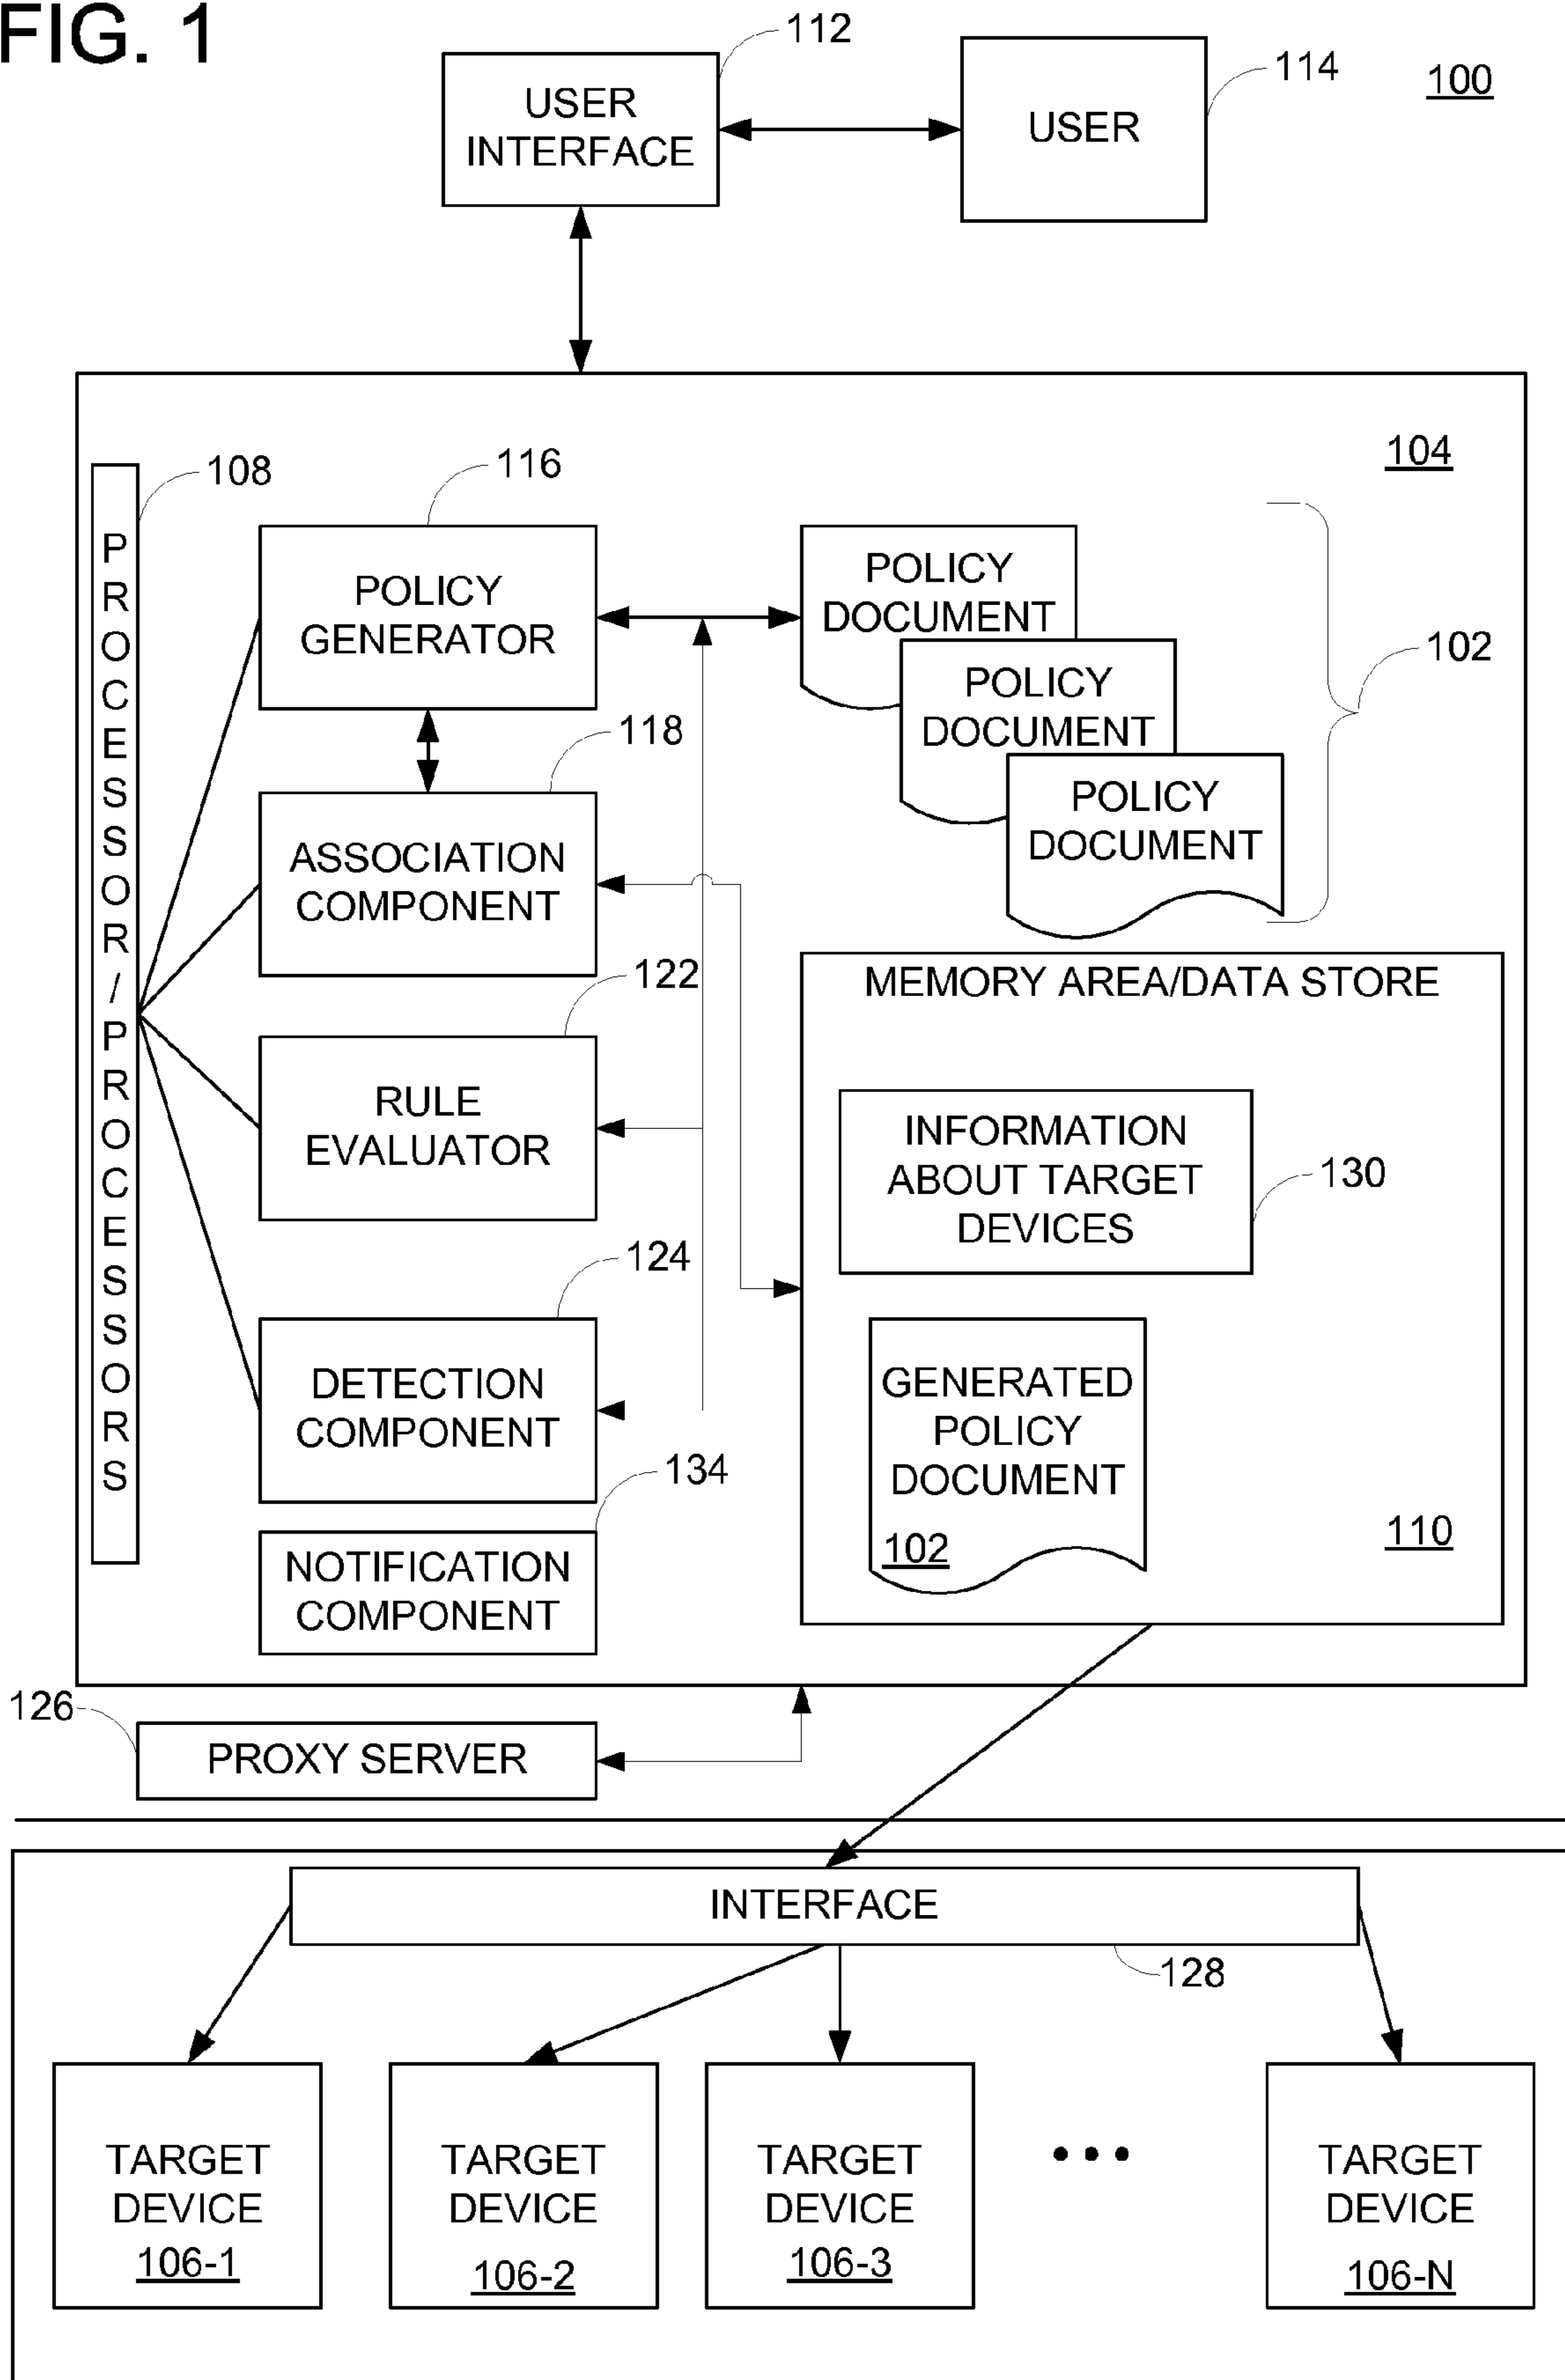 FIG. 1
112
USER
INTERFACE
USER
114
100
104
108
PROCESSOR/PROCESSORS
116
POLICY
GENERATOR
POLICY
DOCUMENT
POLICY
DOCUMENT
POLICY
DOCUMENT
102
118
ASSOCIATION
COMPONENT
122
RULE
EVALUATOR
124
DETECTION
COMPONENT
134
NOTIFICATION
COMPONENT
MEMORY AREA/DATA STORE
INFORMATION
ABOUT TARGET
DEVICES
130
GENERATED
POLICY
DOCUMENT
102
110
126
PROXY SERVER
INTERFACE
128
TARGET
DEVICE
106-1
TARGET
DEVICE
106-2
TARGET
DEVICE
106-3
TARGET
DEVICE
106-N